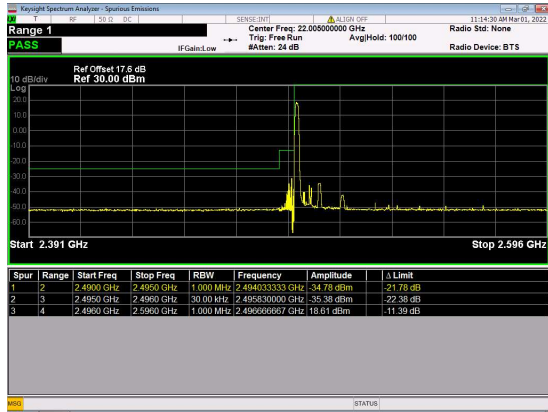 Keysight Spectrum Analyzer - Spurious Emissions
T RF 50 Ω DC SENSE:INT ALIGN OFF 11:14:30 AM Mar 01, 2022
Range 1 Center Freq: 22.005000000 GHz Radio Std: None
Trig: Free Run Avg|Hold: 100/100
PASS IFGain:Low #Atten: 24 dB Radio Device: BTS
Ref Offset 17.6 dB
10 dB/div Ref 30.00 dBm
Log
20.0
10.0
0.00
-10.0
-20.0
-30.0
-40.0
-50.0
-60.0
Start 2.391 GHz Stop 2.596 GHz
Spur Range Start Freq Stop Freq RBW Frequency Amplitude Δ Limit
1 2 2.4900 GHz 2.4950 GHz 1.000 MHz 2.494033333 GHz -34.78 dBm -21.78 dB
2 3 2.4950 GHz 2.4960 GHz 30.00 kHz 2.495830000 GHz -35.38 dBm -22.38 dB
3 4 2.4960 GHz 2.5960 GHz 1.000 MHz 2.496666667 GHz 18.61 dBm -11.39 dB
MSG STATUS